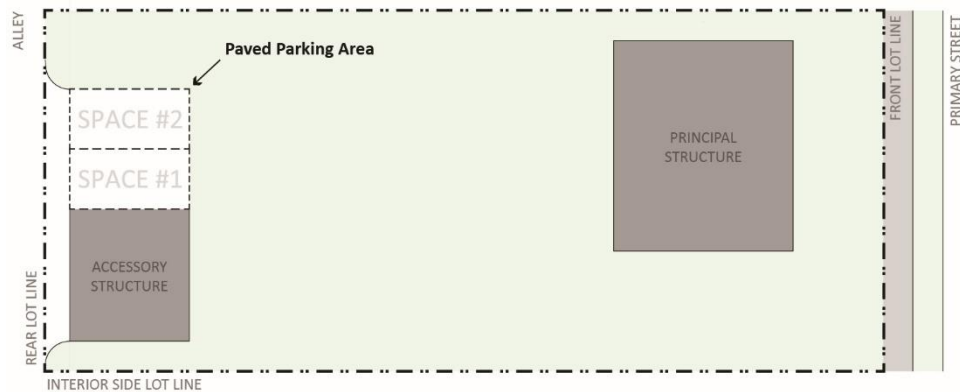 ALLEY
Paved Parking Area
SPACE #2
SPACE #1
ACCESSORY
STRUCTURE
REAR LOT LINE
INTERIOR SIDE LOT LINE
PRINCIPAL
STRUCTURE
FRONT LOT LINE
PRIMARY STREET